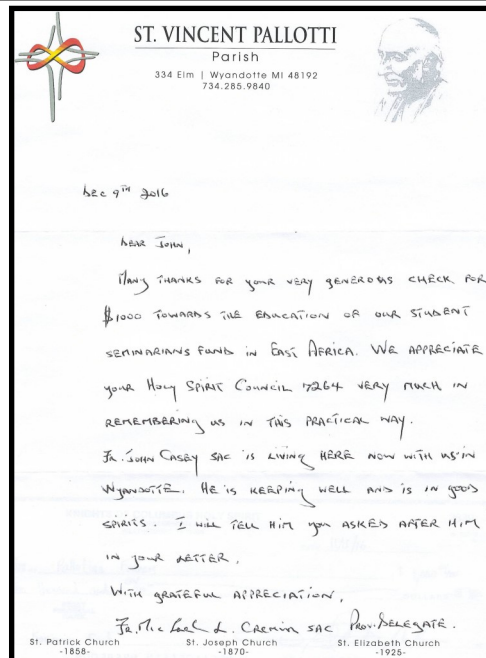 ST. VINCENT PALLOTTI
Parish
334 Elm | Wyandotte MI 48192
734.285.9840
DEC 9TH 2016
DEAR JOHN,
MANY THANKS FOR YOUR VERY GENEROUS CHECK FOR
$1000 TOWARDS THE EDUCATION OF OUR STUDENT
SEMINARIANS FUND IN EAST AFRICA. WE APPRECIATE
YOUR HOLY SPIRIT COUNCIL 7264 VERY MUCH IN
REMEMBERING US IN THIS PRACTICAL WAY.
FR. JOHN CASEY SAC IS LIVING HERE NOW WITH US IN
WYANDOTTE. HE IS KEEPING WELL AND IS IN GOOD
SPIRITS. I WILL TELL HIM YOU ASKED AFTER HIM
IN YOUR LETTER.
WITH GRATEFUL APPRECIATION,
Fr. Michael L. CREMIN SAC PROV. DELEGATE.
St. Patrick Church St. Joseph Church St. Elizabeth Church
-1858- -1870- -1925-